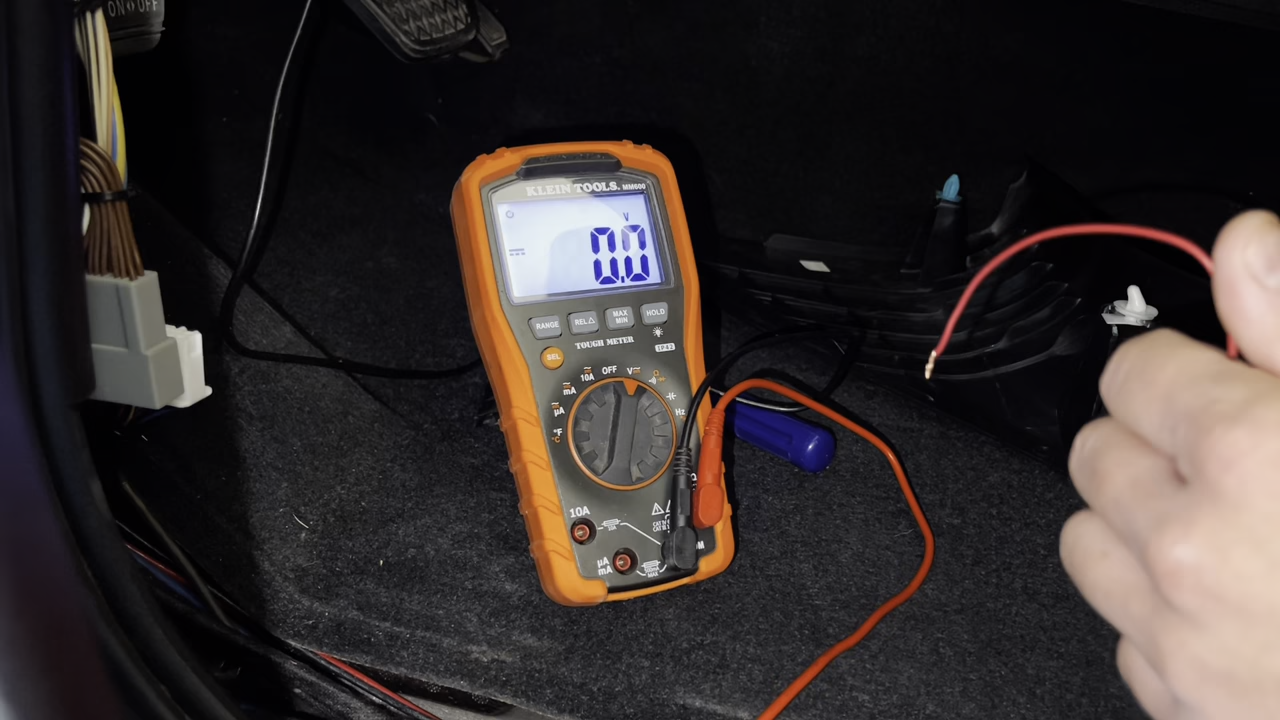 ON OFF
KLEIN TOOLS. MM600
V
0.0
RANGE
REL△
MAX
MIN
HOLD
TOUGH METER
IP42
SEL
OFF
10A
V
mA
µA
Hz
°F
°C
10A
µA
mA